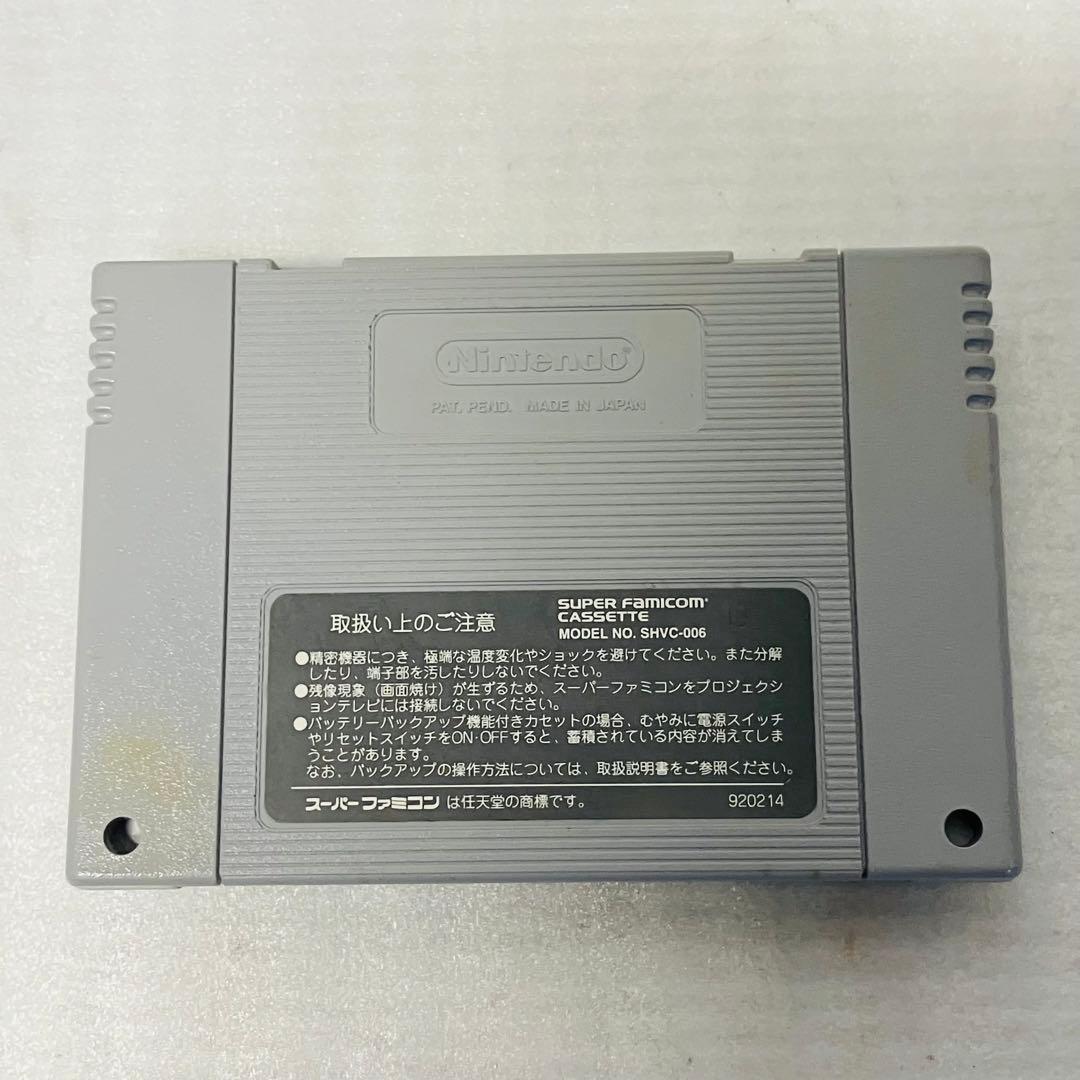 Nintendo®
PAT. PEND. MADE IN JAPAN
取扱い上のご注意
SUPER FAMICOM®
CASSETTE
MODEL NO. SHVC-006
●精密機器につき、極端な温度変化やショックを避けてください。また分解
したり、端子部を汚したりしないでください。
●残像現象（画面焼け）が生ずるため、スーパーファミコンをプロジェクシ
ョンテレビには接続しないでください。
●バッテリーバックアップ機能付きカセットの場合、むやみに電源スイッチ
やリセットスイッチをON・OFFすると、蓄積されている内容が消えてしま
うことがあります。
なお、バックアップの操作方法については、取扱説明書をご参照ください。
スーパーファミコン は任天堂の商標です。
920214